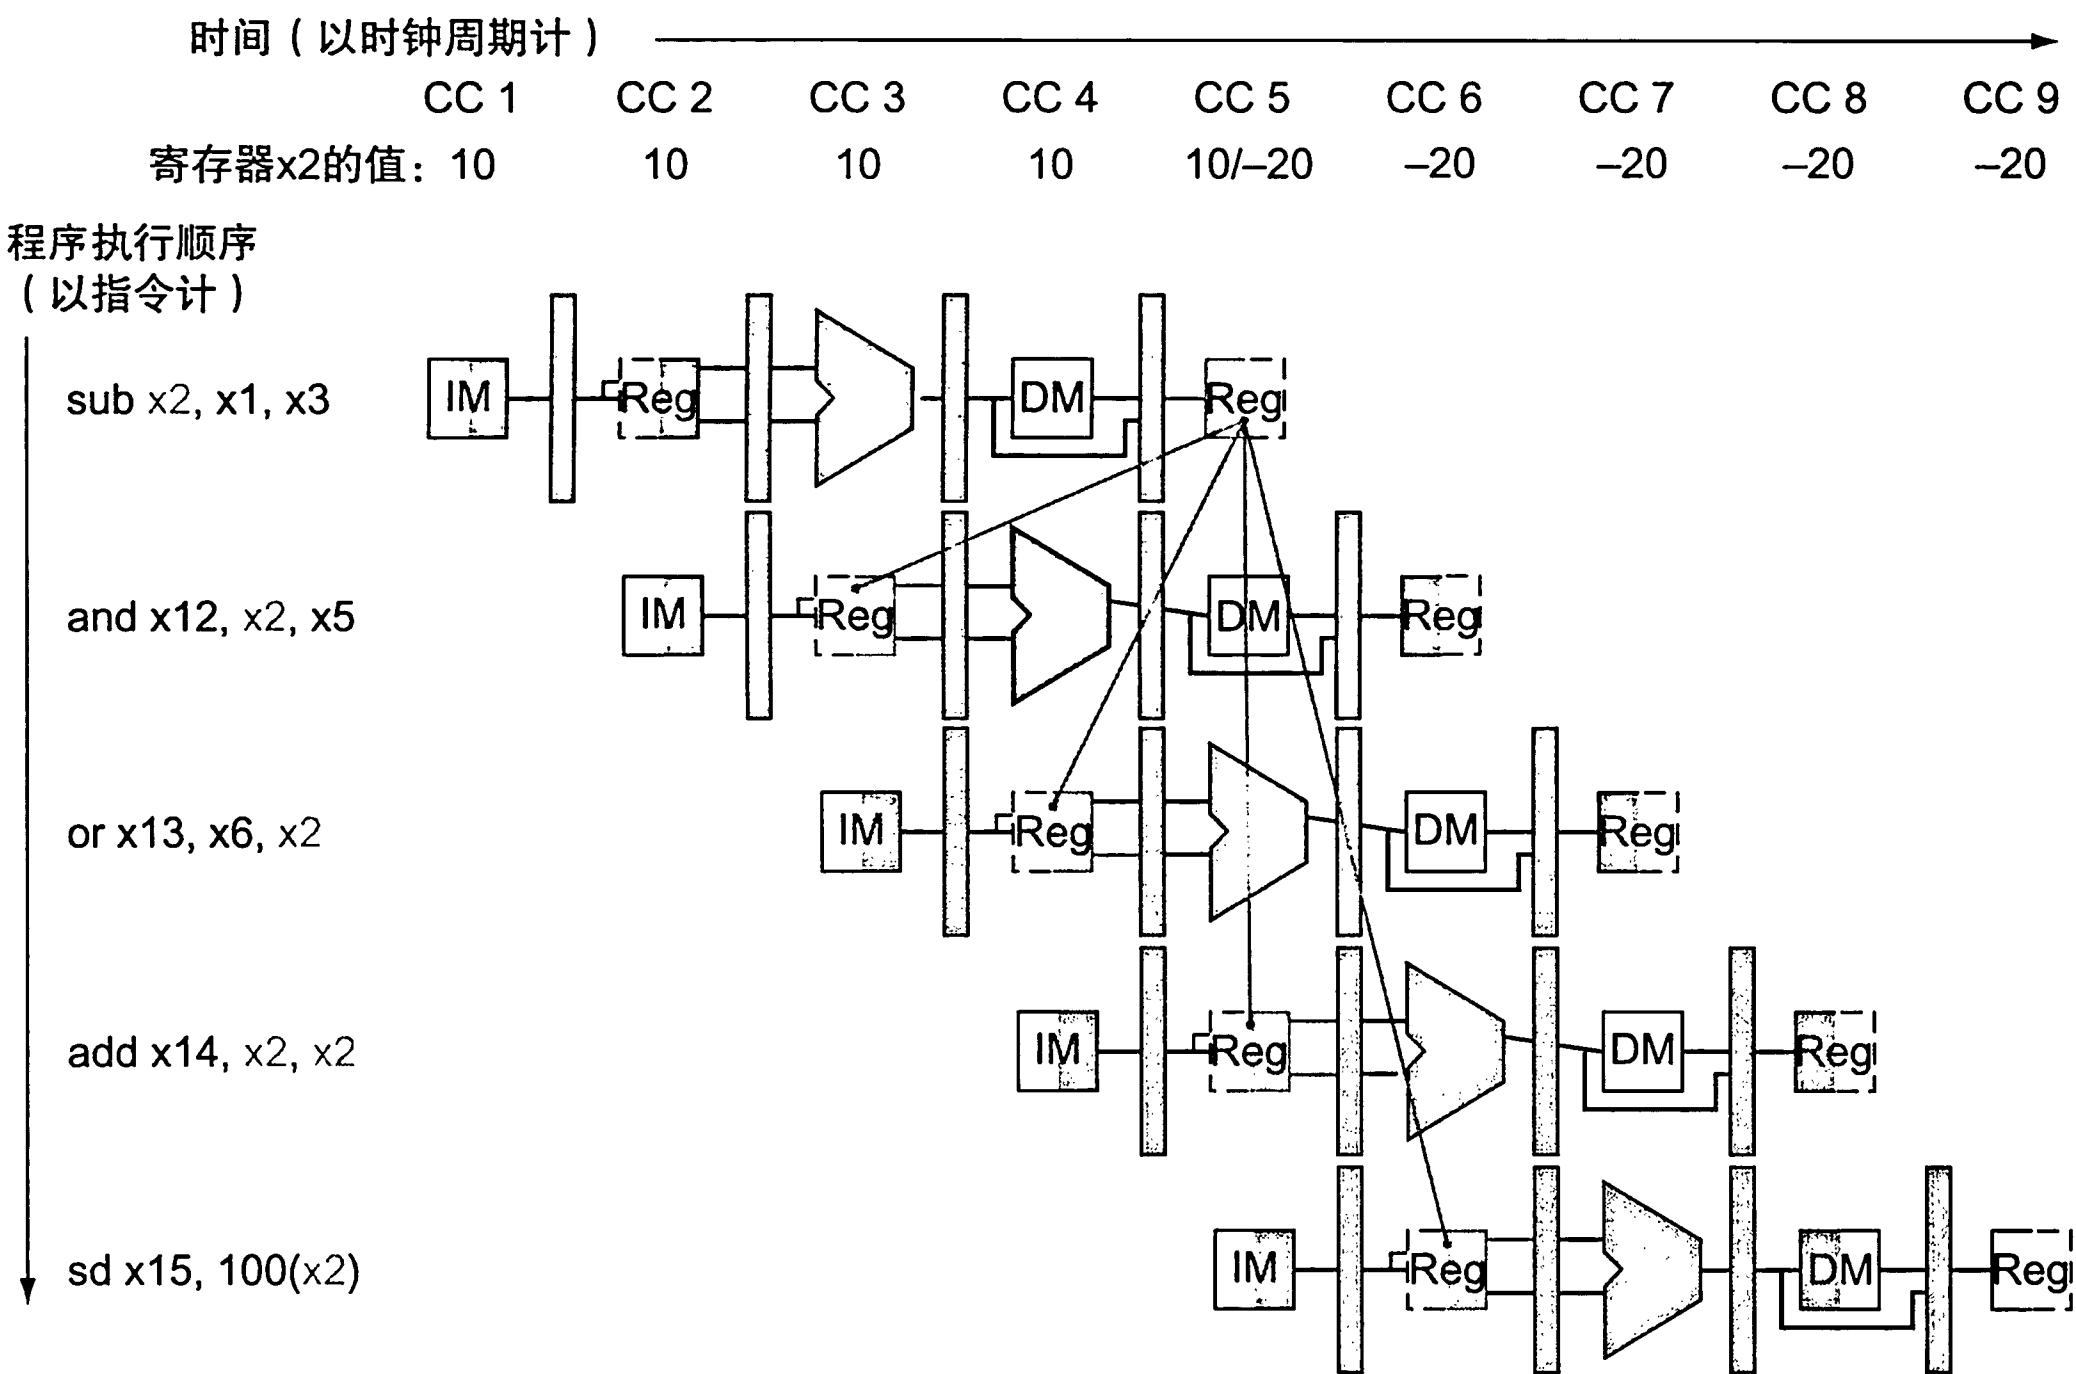 时间（以时钟周期计）
CC 1 CC 2 CC 3 CC 4 CC 5 CC 6 CC 7 CC 8 CC 9
寄存器x2的值： 10 10 10 10 10/–20 –20 –20 –20 –20
程序执行顺序
（以指令计）
sub x2, x1, x3 IM Reg DM Reg
and x12, x2, x5 IM Reg DM Reg
or x13, x6, x2 IM Reg DM Reg
add x14, x2, x2 IM Reg DM Reg
sd x15, 100(x2) IM Reg DM Reg